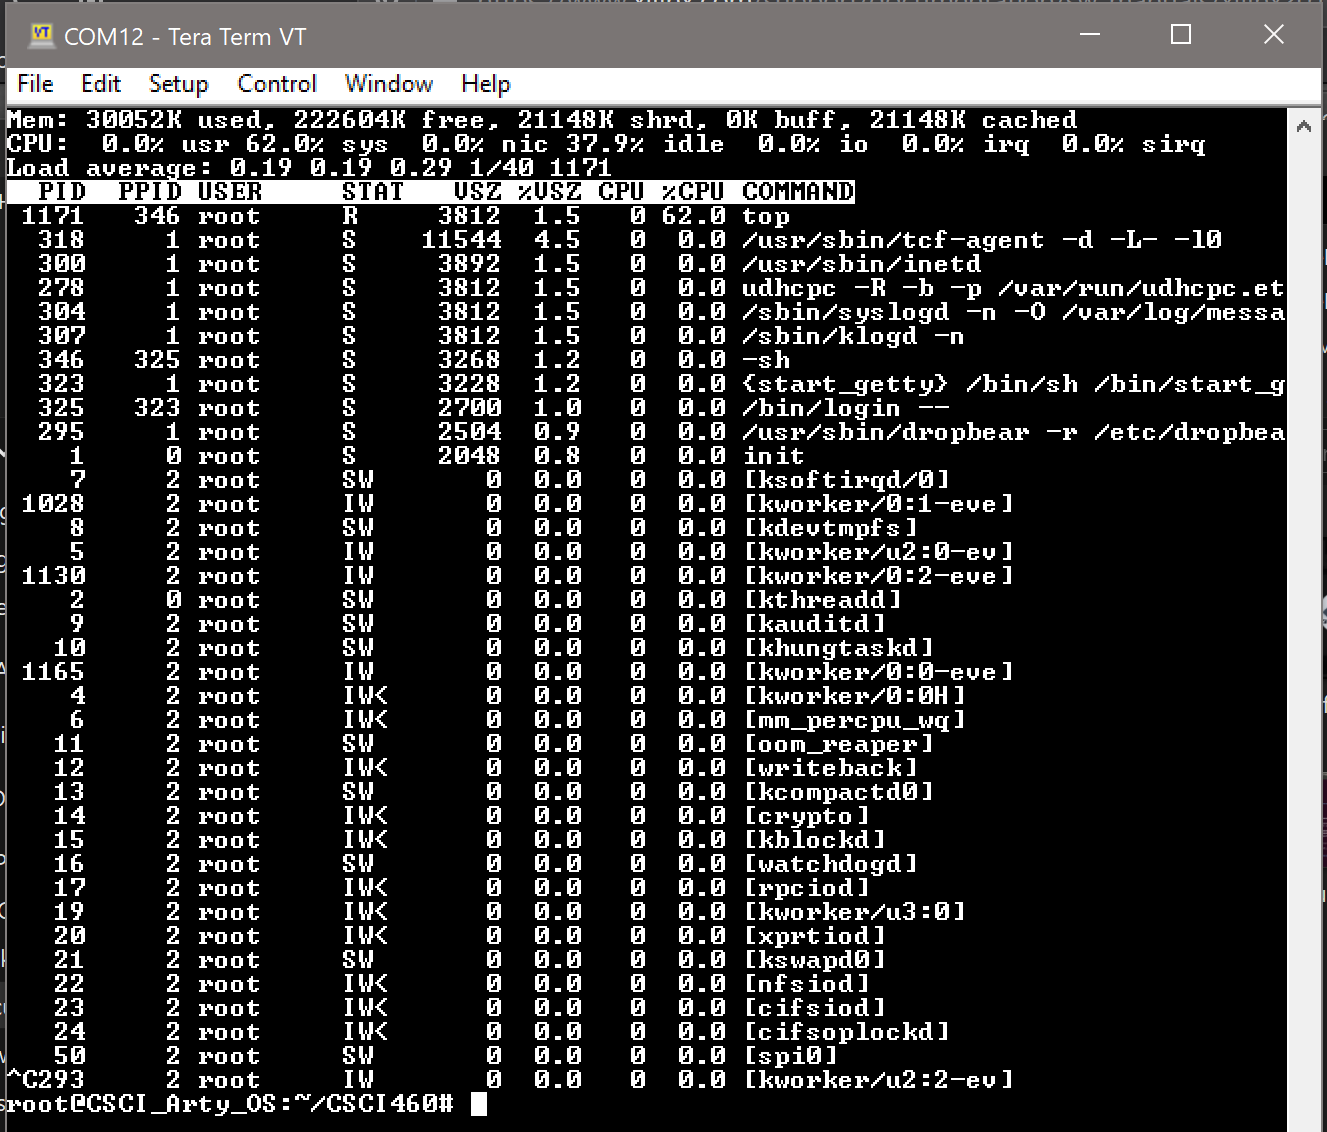 COM12 - Tera Term VT
File Edit Setup Control Window Help
Mem: 30052K used, 222604K free, 21148K shrd, 0K buff, 21148K cached
CPU:  0.0% usr 62.0% sys  0.0% nic 37.9% idle  0.0% io  0.0% irq  0.0% sirq
Load average: 0.19 0.19 0.29 1/40 1171
  PID  PPID USER     STAT   VSZ %VSZ CPU %CPU COMMAND
 1171   346 root     R     3812  1.5   0 62.0 top
  318     1 root     S    11544  4.5   0  0.0 /usr/sbin/tcf-agent -d -L- -l0
  300     1 root     S     3892  1.5   0  0.0 /usr/sbin/inetd
  278     1 root     S     3812  1.5   0  0.0 udhcpc -R -b -p /var/run/udhcpc.et
  304     1 root     S     3812  1.5   0  0.0 /sbin/syslogd -n -O /var/log/messa
  307     1 root     S     3812  1.5   0  0.0 /sbin/klogd -n
  346   325 root     S     3268  1.2   0  0.0 -sh
  323     1 root     S     3228  1.2   0  0.0 {start_getty} /bin/sh /bin/start_g
  325   323 root     S     2700  1.0   0  0.0 /bin/login --
  295     1 root     S     2504  0.9   0  0.0 /usr/sbin/dropbear -r /etc/dropbea
    1     0 root     S     2048  0.8   0  0.0 init
    7     2 root     SW       0  0.0   0  0.0 [ksoftirqd/0]
 1028     2 root     IW       0  0.0   0  0.0 [kworker/0:1-eve]
    8     2 root     SW       0  0.0   0  0.0 [kdevtmpfs]
    5     2 root     IW       0  0.0   0  0.0 [kworker/u2:0-ev]
 1130     2 root     IW       0  0.0   0  0.0 [kworker/0:2-eve]
    2     0 root     SW       0  0.0   0  0.0 [kthreadd]
    9     2 root     SW       0  0.0   0  0.0 [kauditd]
   10     2 root     SW       0  0.0   0  0.0 [khungtaskd]
 1165     2 root     IW       0  0.0   0  0.0 [kworker/0:0-eve]
    4     2 root     IW<      0  0.0   0  0.0 [kworker/0:0H]
    6     2 root     IW<      0  0.0   0  0.0 [mm_percpu_wq]
   11     2 root     SW       0  0.0   0  0.0 [oom_reaper]
   12     2 root     IW<      0  0.0   0  0.0 [writeback]
   13     2 root     SW       0  0.0   0  0.0 [kcompactd0]
   14     2 root     IW<      0  0.0   0  0.0 [crypto]
   15     2 root     IW<      0  0.0   0  0.0 [kblockd]
   16     2 root     SW       0  0.0   0  0.0 [watchdogd]
   17     2 root     IW<      0  0.0   0  0.0 [rpciod]
   19     2 root     IW<      0  0.0   0  0.0 [kworker/u3:0]
   20     2 root     IW<      0  0.0   0  0.0 [xprtiod]
   21     2 root     SW       0  0.0   0  0.0 [kswapd0]
   22     2 root     IW<      0  0.0   0  0.0 [nfsiod]
   23     2 root     IW<      0  0.0   0  0.0 [cifsiod]
   24     2 root     IW<      0  0.0   0  0.0 [cifsoplockd]
   50     2 root     SW       0  0.0   0  0.0 [spi0]
^C293     2 root     IW       0  0.0   0  0.0 [kworker/u2:2-ev]
root@CSCI_Arty_OS:~/CSCI460#